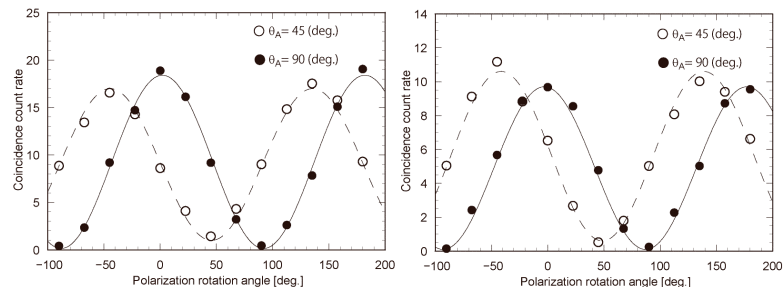 25
20
15
10
5
0
Coincidence count rate
θA= 45 (deg.)
θA= 90 (deg.)
−100 −50 0 50 100 150 200
Polarization rotation angle [deg.]
14
12
10
8
6
4
2
0
Coincidence count rate
θA= 45 (deg.)
θA= 90 (deg.)
−100 −50 0 50 100 150 200
Polarization rotation angle [deg.]